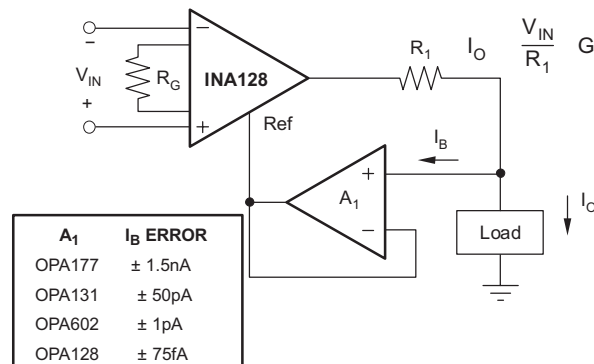 −
V_IN
+
R_G
−
INA128
+
Ref
R_1
I_O V_IN/R_1 G
I_B
+
A_1
−
Load
I_O
A_1 I_B ERROR
OPA177 ± 1.5nA
OPA131 ± 50pA
OPA602 ± 1pA
OPA128 ± 75fA